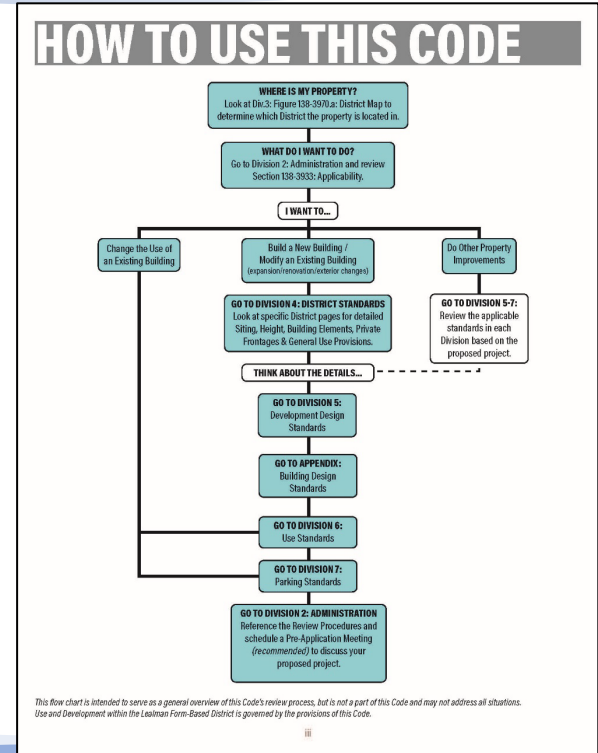 HOW TO USE THIS CODE
WHERE IS MY PROPERTY?
Look at Div.3: Figure 138-3970.a: District Map to
determine which District the property is located in.
WHAT DO I WANT TO DO?
Go to Division 2: Administration and review
Section 138-3933: Applicability.
I WANT TO...
Change the Use of
an Existing Building
Build a New Building /
Modify an Existing Building
(expansion/renovation/exterior changes)
Do Other Property
Improvements
GO TO DIVISION 4: DISTRICT STANDARDS
Look at specific District pages for detailed
Siting, Height, Building Elements, Private
Frontages & General Use Provisions.
GO TO DIVISION 5-7:
Review the applicable
standards in each
Division based on the
proposed project.
THINK ABOUT THE DETAILS...
GO TO DIVISION 5:
Development Design
Standards
GO TO APPENDIX:
Building Design
Standards
GO TO DIVISION 6:
Use Standards
GO TO DIVISION 7:
Parking Standards
GO TO DIVISION 2: ADMINISTRATION
Reference the Review Procedures and
schedule a Pre-Application Meeting
(recommended) to discuss your
proposed project.
This flow chart is intended to serve as a general overview of this Code's review process, but is not a part of this Code and may not address all situations.
Use and Development within the Lealman Form-Based District is governed by the provisions of this Code.
iii